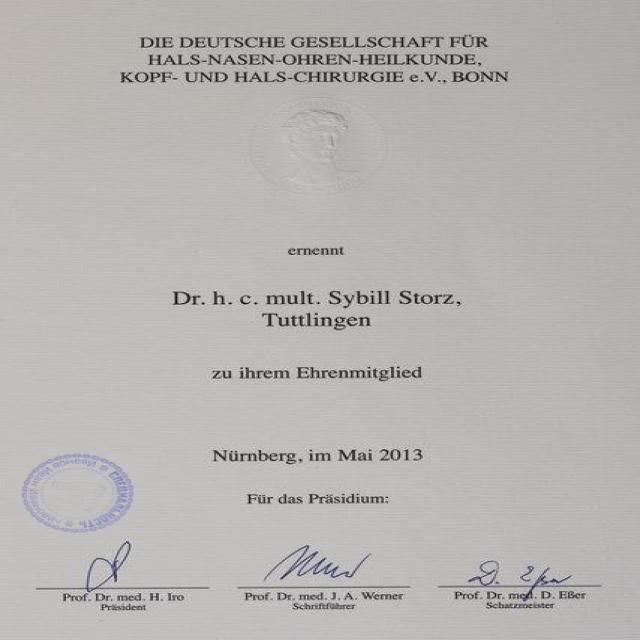 DIE DEUTSCHE GESELLSCHAFT FÜR
HALS-NASEN-OHREN-HEILKUNDE,
KOPF- UND HALS-CHIRURGIE e.V., BONN
ernennt
Dr. h. c. mult. Sybill Storz,
Tuttlingen
zu ihrem Ehrenmitglied
Nürnberg, im Mai 2013
Für das Präsidium:
СПЕЦИАЛЬНОСТЬ
D. Eßer
Prof. Dr. med. H. Iro
Präsident
Prof. Dr. med. J. A. Werner
Schriftführer
Prof. Dr. med. D. Eßer
Schatzmeister